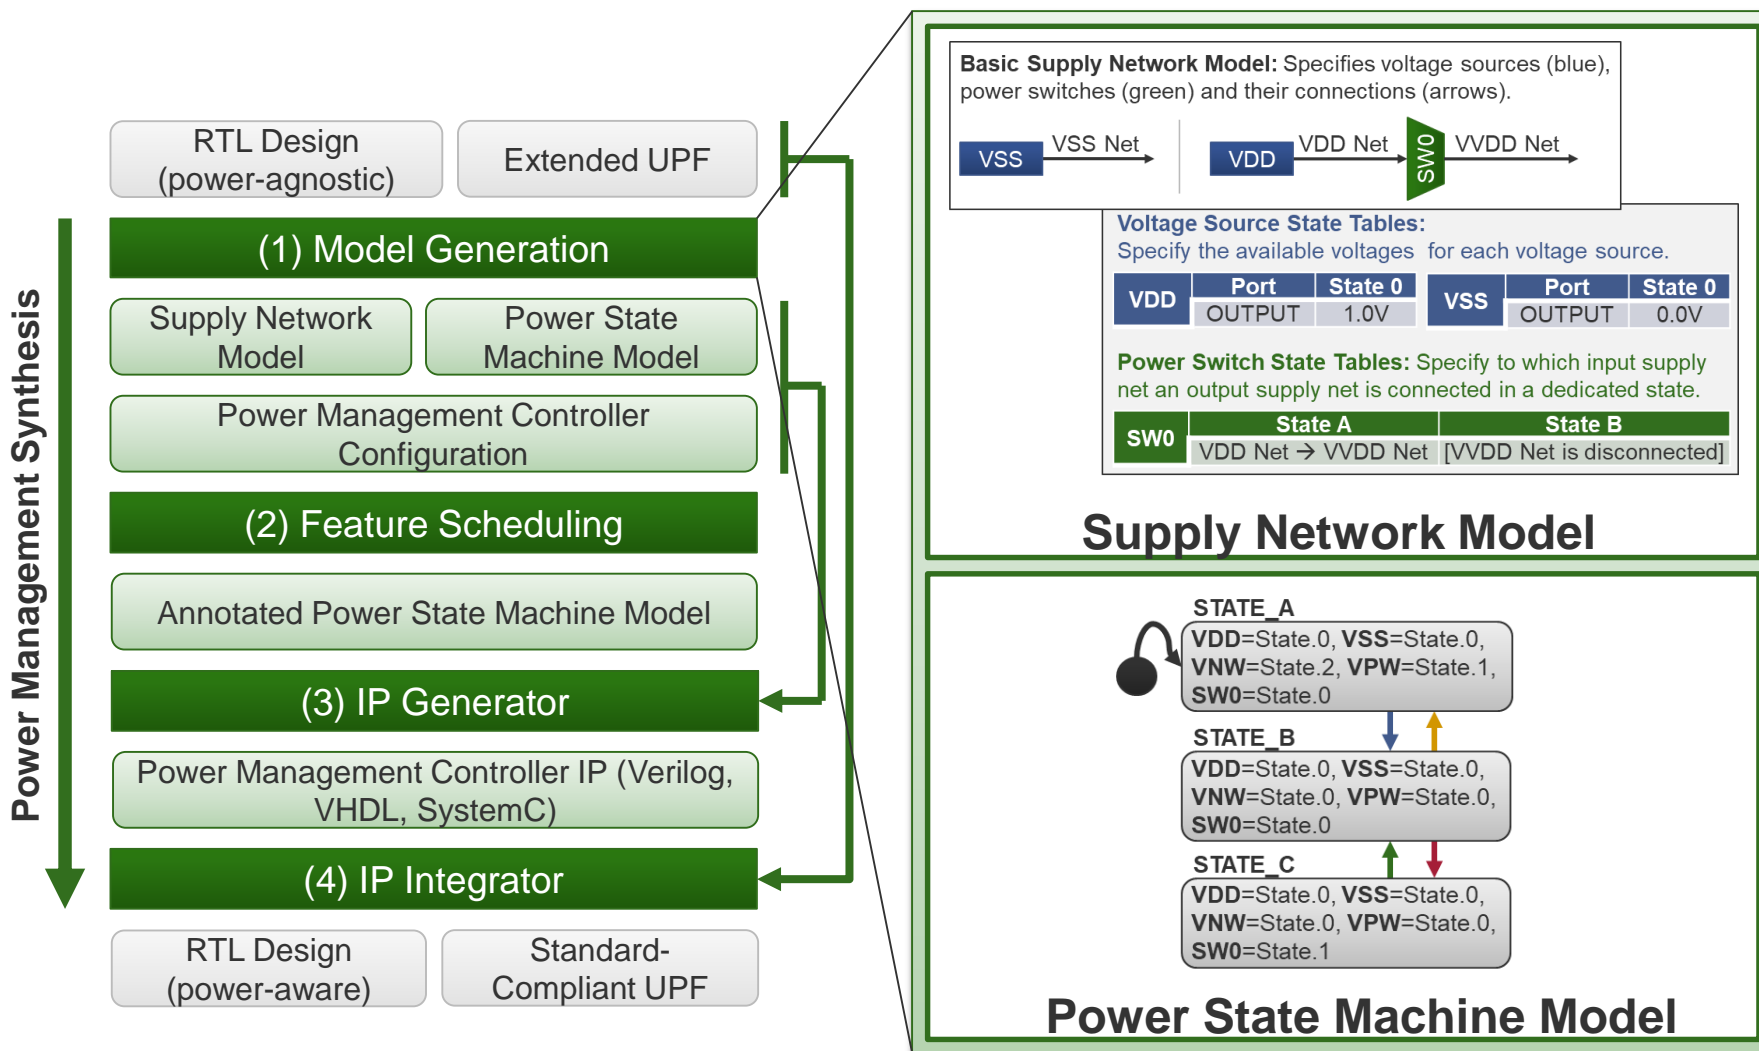 Power Management Synthesis
RTL Design
(power-agnostic)
Extended UPF
(1) Model Generation
Supply Network
Model
Power State
Machine Model
Power Management Controller
Configuration
(2) Feature Scheduling
Annotated Power State Machine Model
(3) IP Generator
Power Management Controller IP (Verilog,
VHDL, SystemC)
(4) IP Integrator
RTL Design
(power-aware)
Standard-
Compliant UPF
Basic Supply Network Model: Specifies voltage sources (blue),
power switches (green) and their connections (arrows).
VSS
VSS Net
VDD
VDD Net
SW0
VVDD Net
Voltage Source State Tables:
Specify the available voltages for each voltage source.
VDD
Port State 0
OUTPUT 1.0V
VSS
Port State 0
OUTPUT 0.0V
Power Switch State Tables: Specify to which input supply
net an output supply net is connected in a dedicated state.
SW0
State A State B
VDD Net → VVDD Net [VVDD Net is disconnected]
Supply Network Model
STATE_A
VDD=State.0, VSS=State.0,
VNW=State.2, VPW=State.1,
SW0=State.0
STATE_B
VDD=State.0, VSS=State.0,
VNW=State.0, VPW=State.0,
SW0=State.0
STATE_C
VDD=State.0, VSS=State.0,
VNW=State.0, VPW=State.0,
SW0=State.1
Power State Machine Model